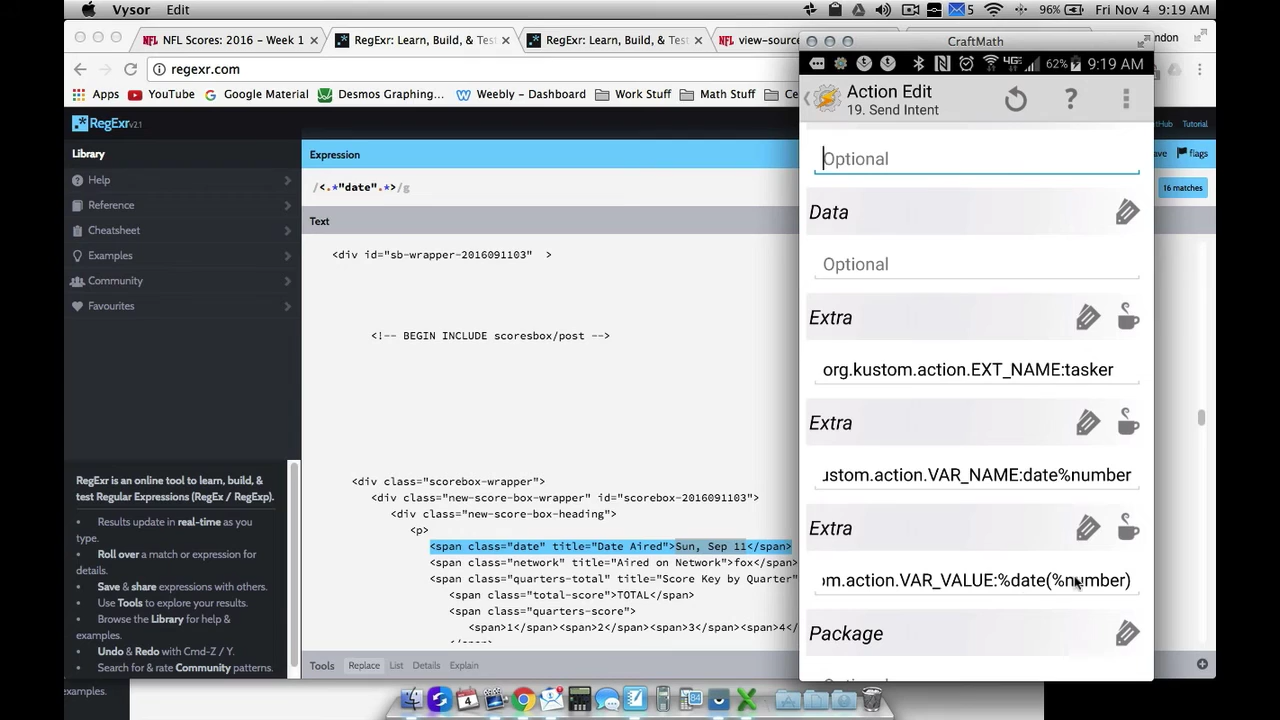 Vysor Edit
5 96% Fri Nov 4 9:19 AM
NFL Scores: 2016 - Week 1 ×
RegExr: Learn, Build, & Test ×
RegExr: Learn, Build, & Test ×
view-source
ndon
CraftMath
regexr.com
Apps YouTube Google Material Desmos Graphing... Weebly - Dashboard Work Stuff Math Stuff Ce
4G 62% 9:19 AM
Action Edit
19. Send Intent
?
RegExr v2.1
GitHub Tutorial
Library
Help
Reference
Cheatsheet
Examples
Community
Favourites
Expression
save flags
/<.*"date".*>/g
16 matches
Text
<div id="sb-wrapper-2016091103" >
<!-- BEGIN INCLUDE scoresbox/post -->
<div class="scorebox-wrapper">
<div class="new-score-box-wrapper" id="scorebox-2016091103">
<div class="new-score-box-heading">
<p>
<span class="date" title="Date Aired">Sun, Sep 11</span>
<span class="network" title="Aired on Network">fox</span>
<span class="quarters-total" title="Score Key by Quarter"
<span class="total-score">TOTAL</span>
<span class="quarters-score">
<span>1</span><span>2</span><span>3</span><span>4</
</span>
Optional
Data
Optional
Extra
org.kustom.action.EXT_NAME:tasker
Extra
ustom.action.VAR_NAME:date%number
Extra
om.action.VAR_VALUE:%date(%number)
Package
RegExr is an online tool to learn, build, &
test Regular Expressions (RegEx / RegExp).
• Results update in real-time as you
type.
• Roll over a match or expression for
details.
• Save & share expressions with others.
• Use Tools to explore your results.
• Browse the Library for help &
examples.
• Undo & Redo with Cmd-Z / Y.
• Search for & rate Community patterns.
examples.
Tools Replace List Details Explain